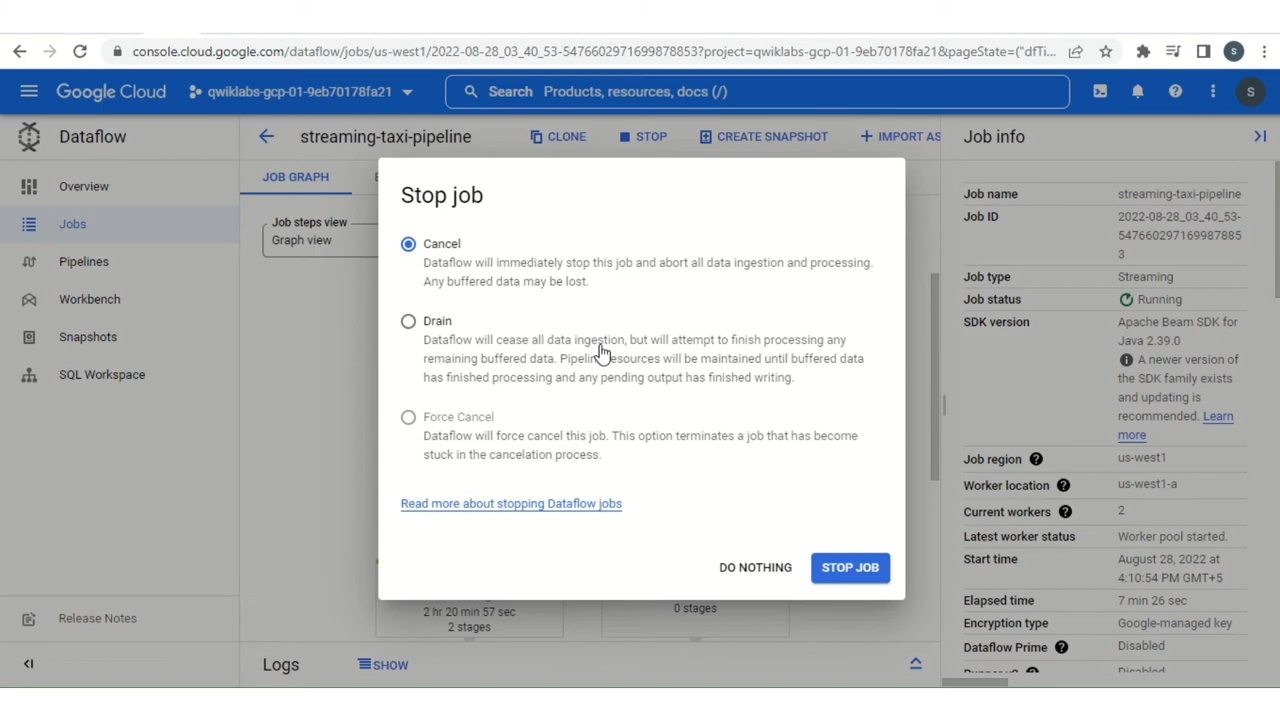 console.cloud.google.com/dataflow/jobs/us-west1/2022-08-28_03_40_53-5476602971699878853?project=qwiklabs-gcp-01-9eb70178fa21&pageState=("dfTi...
S
Google Cloud
qwiklabs-gcp-01-9eb70178fa21
Search Products, resources, docs (/)
S
Dataflow
streaming-taxi-pipeline
CLONE
STOP
CREATE SNAPSHOT
IMPORT AS
Job info
Overview
Jobs
Pipelines
Workbench
Snapshots
SQL Workspace
Release Notes
JOB GRAPH
Job steps view
Graph view
Stop job
Cancel
Dataflow will immediately stop this job and abort all data ingestion and processing.
Any buffered data may be lost.
Drain
Dataflow will cease all data ingestion, but will attempt to finish processing any
remaining buffered data. Pipeline resources will be maintained until buffered data
has finished processing and any pending output has finished writing.
Force Cancel
Dataflow will force cancel this job. This option terminates a job that has become
stuck in the cancelation process.
Read more about stopping Dataflow jobs
DO NOTHING
STOP JOB
2 hr 20 min 57 sec
2 stages
0 stages
Logs
SHOW
Job name streaming-taxi-pipeline
Job ID 2022-08-28_03_40_53-
547660297169987885
3
Job type Streaming
Job status Running
SDK version Apache Beam SDK for
Java 2.39.0
A newer version of
the SDK family exists
and updating is
recommended. Learn
more
Job region us-west1
Worker location us-west1-a
Current workers 2
Latest worker status Worker pool started.
Start time August 28, 2022 at
4:10:54 PM GMT+5
Elapsed time 7 min 26 sec
Encryption type Google-managed key
Dataflow Prime Disabled